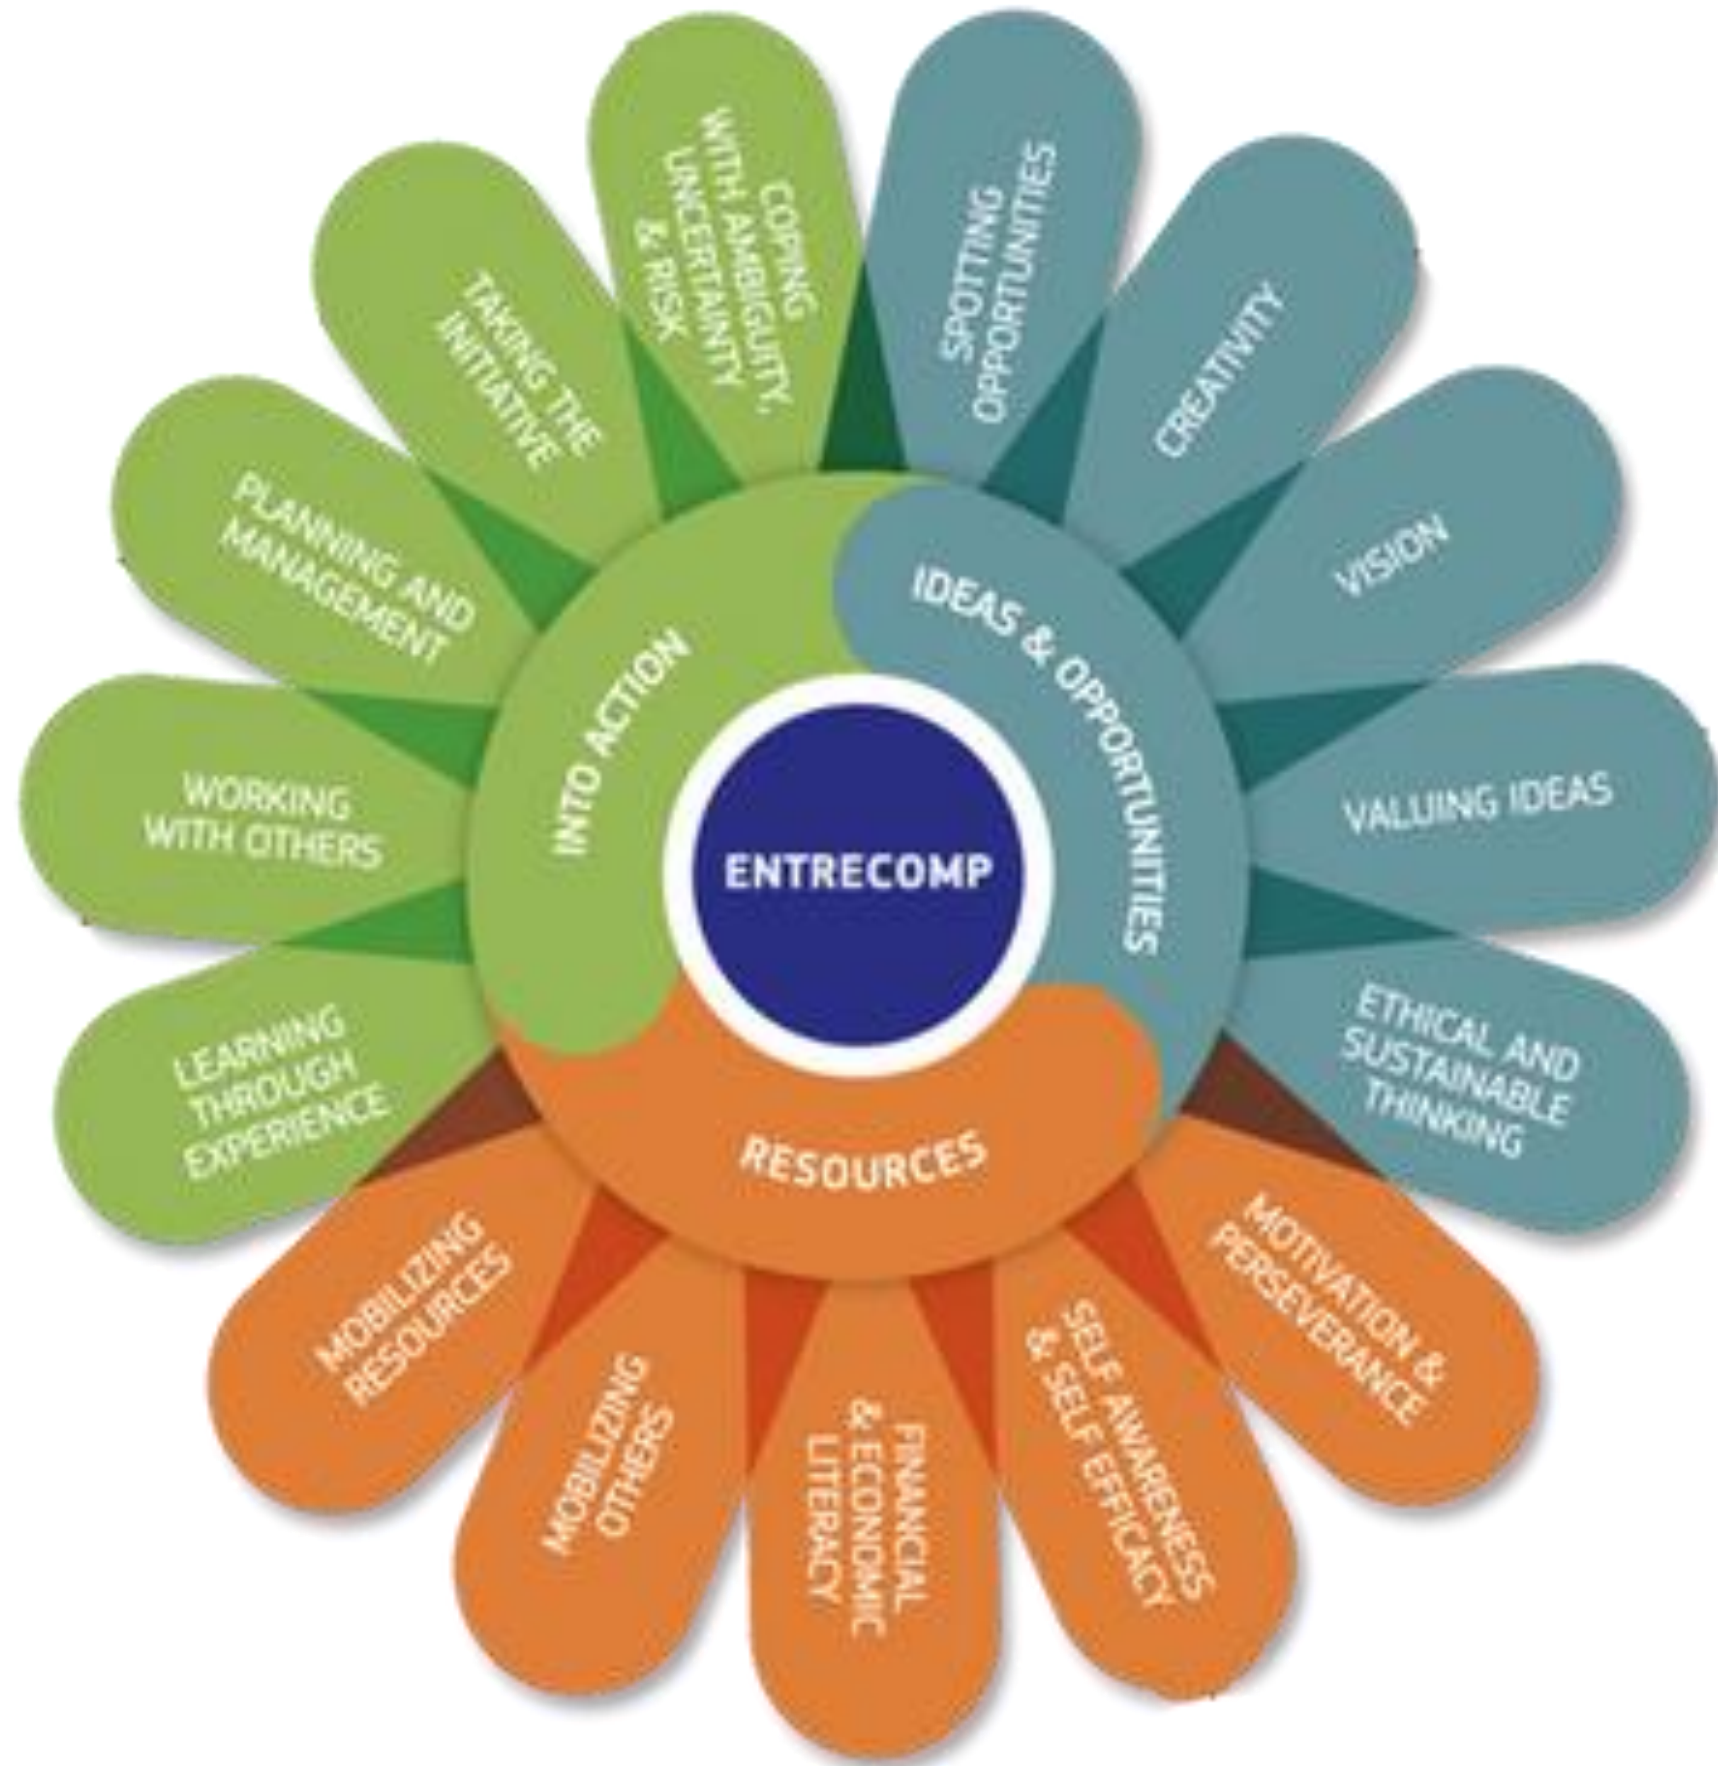 ENTRECOMP
IDEAS & OPPORTUNITIES
SPOTTING
OPPORTUNITIES
CREATIVITY
VISION
VALUING IDEAS
ETHICAL AND
SUSTAINABLE
THINKING
RESOURCES
MOTIVATION &
PERSEVERANCE
SELF AWARENESS
& SELF EFFICACY
FINANCIAL
& ECONOMIC
LITERACY
MOBILIZING
OTHERS
MOBILIZING
RESOURCES
INTO ACTION
LEARNING
THROUGH
EXPERIENCE
WORKING
WITH OTHERS
PLANNING AND
MANAGEMENT
TAKING THE
INITIATIVE
COPING
WITH AMBIGUITY,
UNCERTAINTY
& RISK